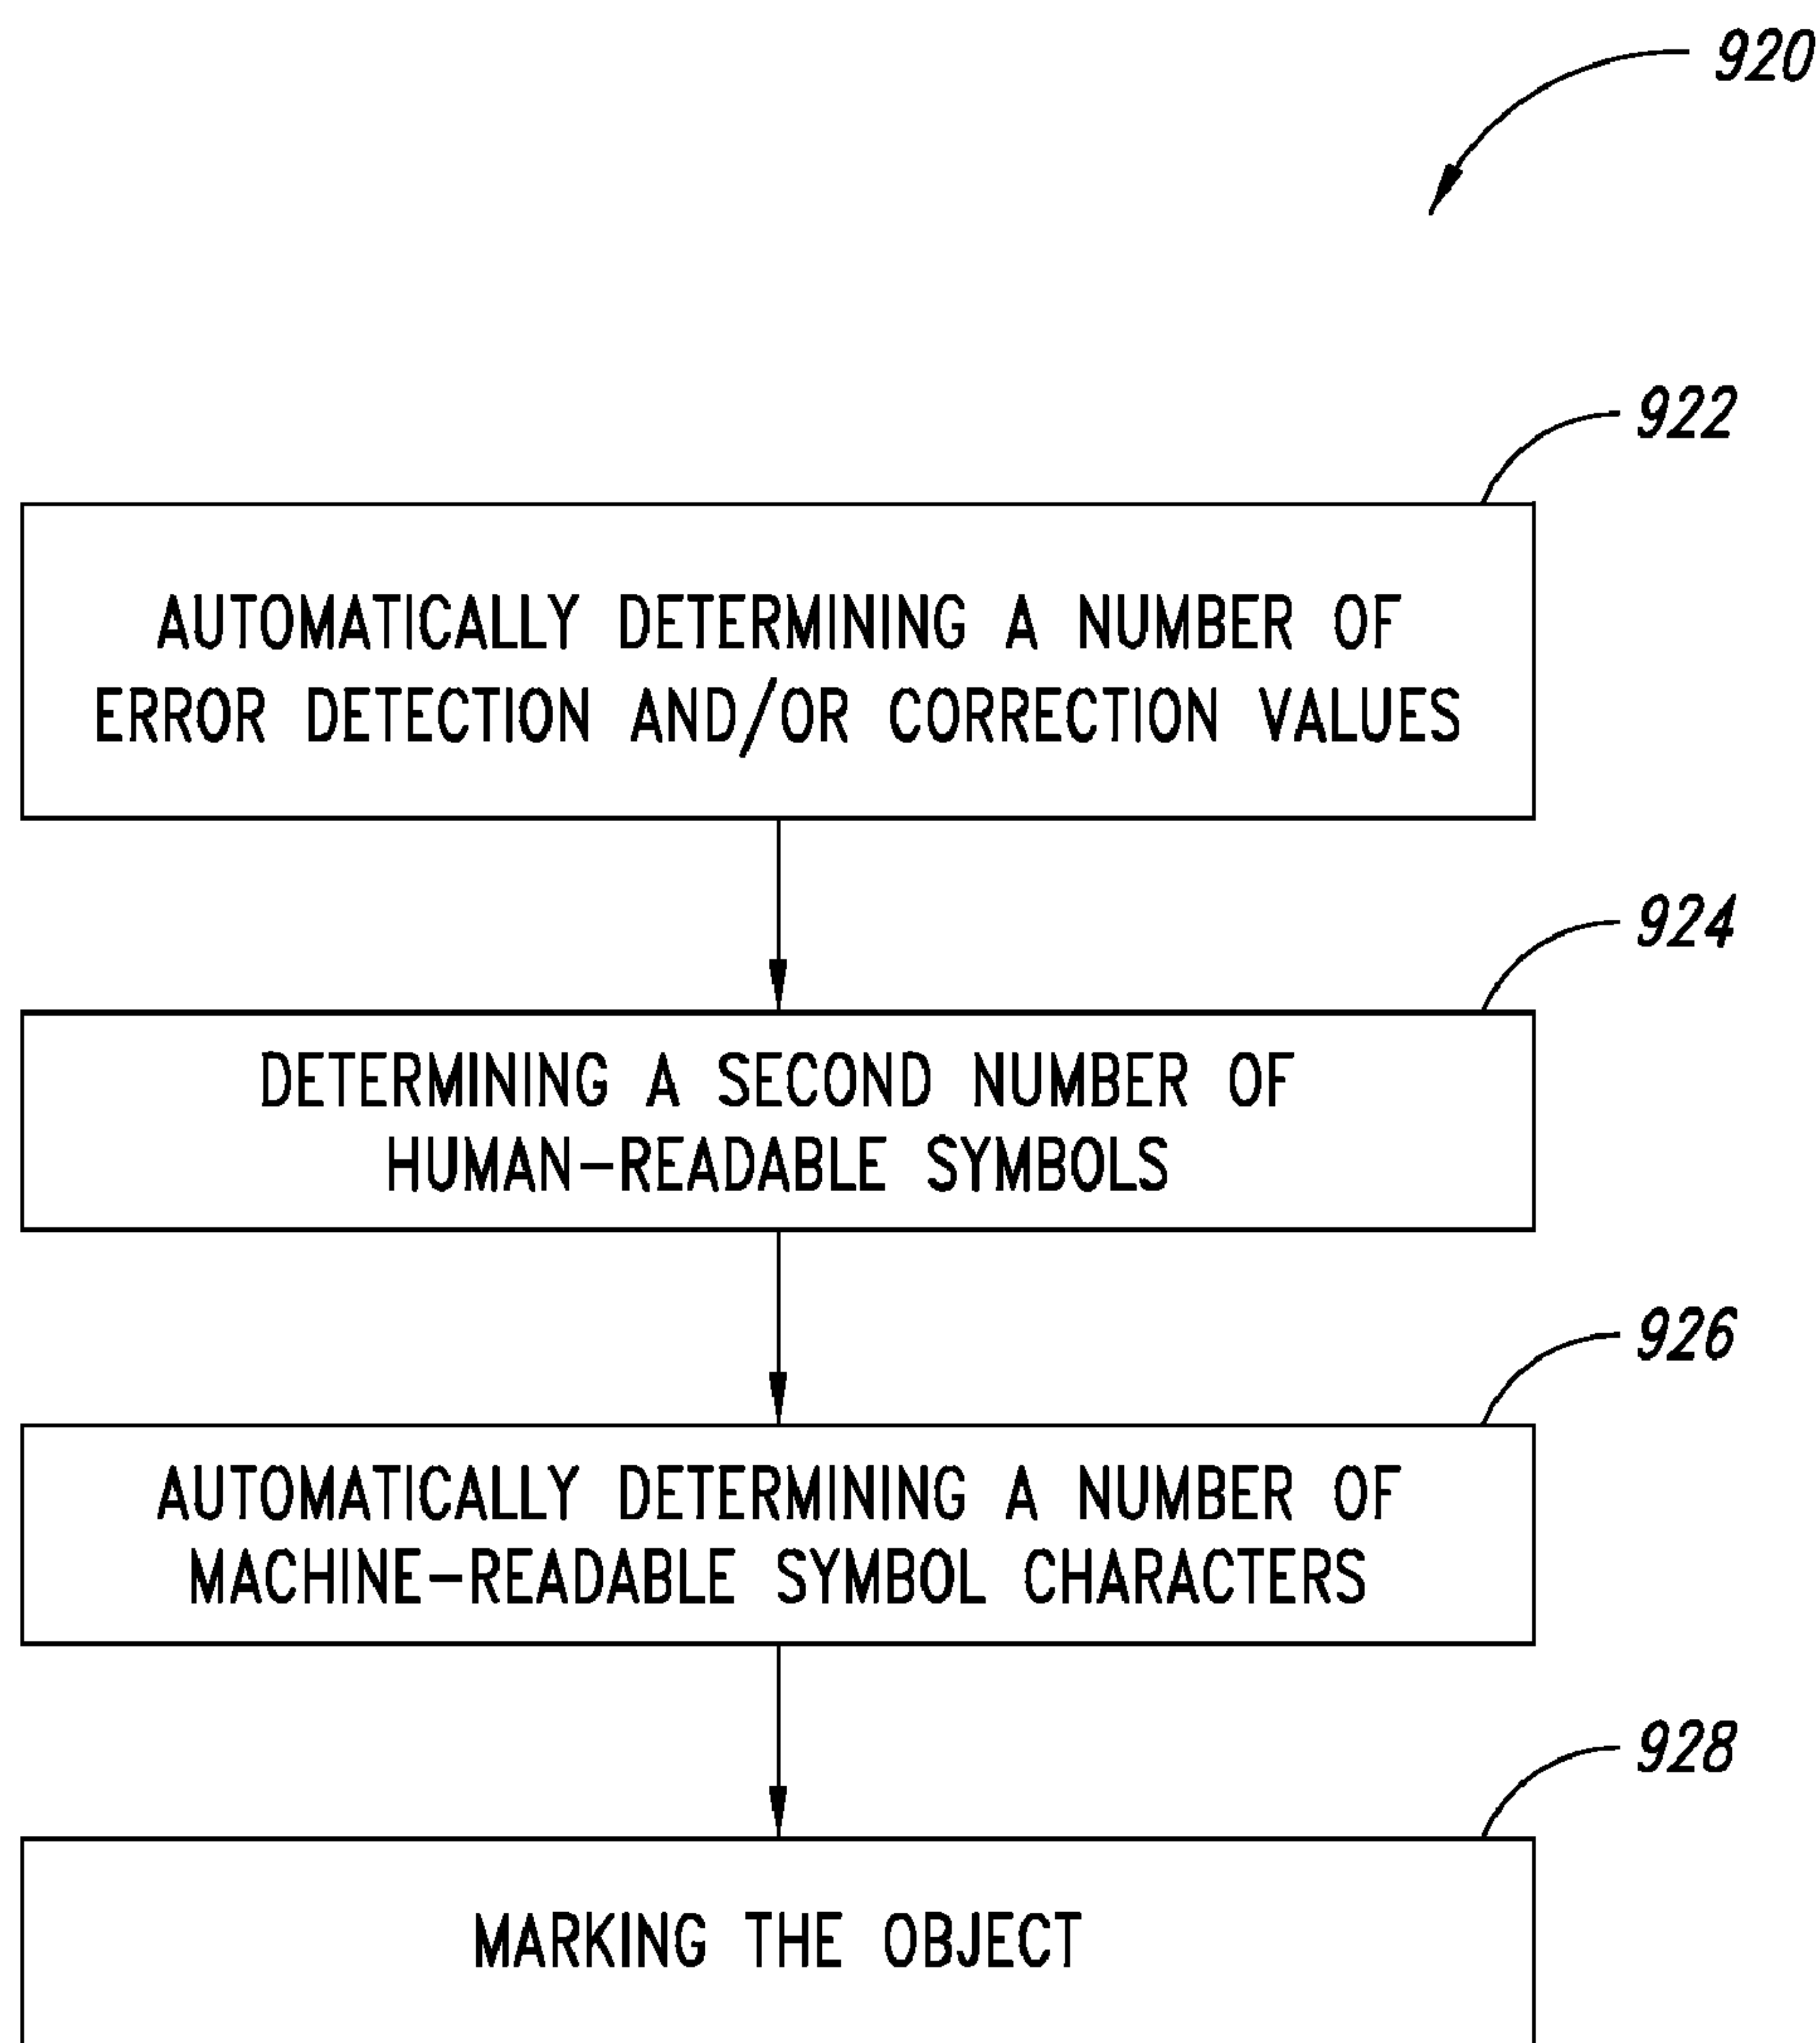 920
922
AUTOMATICALLY DETERMINING A NUMBER OF
ERROR DETECTION AND/OR CORRECTION VALUES
924
DETERMINING A SECOND NUMBER OF
HUMAN-READABLE SYMBOLS
926
AUTOMATICALLY DETERMINING A NUMBER OF
MACHINE-READABLE SYMBOL CHARACTERS
928
MARKING THE OBJECT